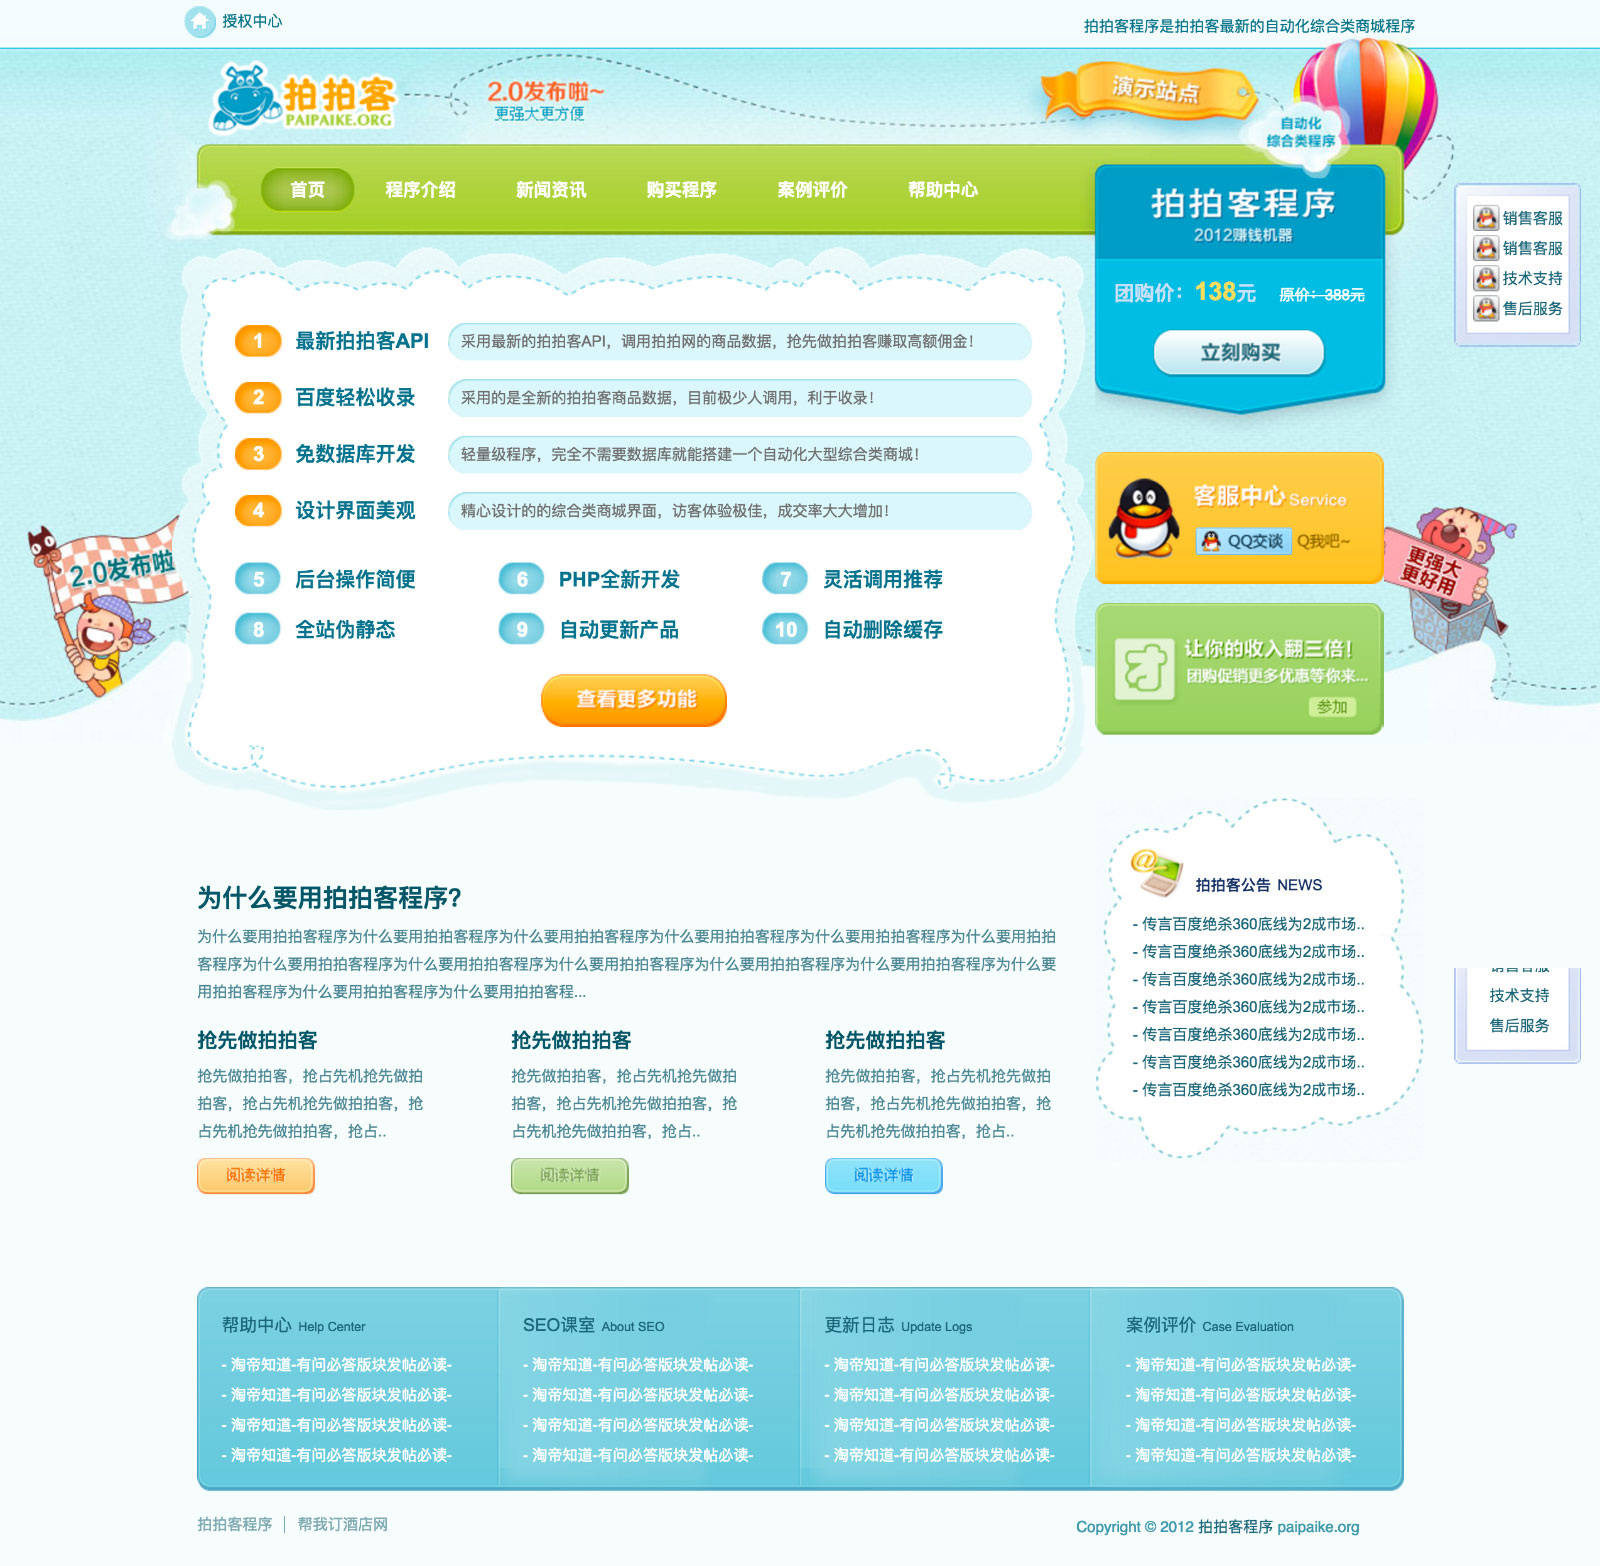 授权中心
拍拍客程序是拍拍客最新的自动化综合类商城程序
拍拍客
PAIPAIKE.ORG
2.0发布啦~
更强大更方便
演示站点
自动化
综合类程序
首页 程序介绍 新闻资讯 购买程序 案例评价 帮助中心
拍拍客程序
2012赚钱机器
团购价：138元 原价：388元
立刻购买
销售客服
销售客服
技术支持
售后服务
1 最新拍拍客API 采用最新的拍拍客API，调用拍拍网的商品数据，抢先做拍拍客赚取高额佣金！
2 百度轻松收录 采用的是全新的拍拍客商品数据，目前极少人调用，利于收录！
3 免数据库开发 轻量级程序，完全不需要数据库就能搭建一个自动化大型综合类商城！
4 设计界面美观 精心设计的的综合类商城界面，访客体验极佳，成交率大大增加！
5 后台操作简便 6 PHP全新开发 7 灵活调用推荐
8 全站伪静态 9 自动更新产品 10 自动删除缓存
查看更多功能
2.0发布啦
客服中心 Service
QQ交谈 Q我吧~
更强大
更好用
让你的收入翻三倍！
团购促销更多优惠等你来...
参加
为什么要用拍拍客程序?
为什么要用拍拍客程序为什么要用拍拍客程序为什么要用拍拍客程序为什么要用拍拍客程序为什么要用拍拍客程序为什么要用拍拍
客程序为什么要用拍拍客程序为什么要用拍拍客程序为什么要用拍拍客程序为什么要用拍拍客程序为什么要用拍拍客程序为什么要
用拍拍客程序为什么要用拍拍客程序为什么要用拍拍客程...
抢先做拍拍客
抢先做拍拍客，抢占先机抢先做拍
拍客，抢占先机抢先做拍拍客，抢
占先机抢先做拍拍客，抢占..
阅读详情
抢先做拍拍客
抢先做拍拍客，抢占先机抢先做拍
拍客，抢占先机抢先做拍拍客，抢
占先机抢先做拍拍客，抢占..
阅读详情
抢先做拍拍客
抢先做拍拍客，抢占先机抢先做拍
拍客，抢占先机抢先做拍拍客，抢
占先机抢先做拍拍客，抢占..
阅读详情
拍拍客公告 NEWS
- 传言百度绝杀360底线为2成市场..
- 传言百度绝杀360底线为2成市场..
- 传言百度绝杀360底线为2成市场..
- 传言百度绝杀360底线为2成市场..
- 传言百度绝杀360底线为2成市场..
- 传言百度绝杀360底线为2成市场..
- 传言百度绝杀360底线为2成市场..
技术支持
售后服务
帮助中心 Help Center
- 淘帝知道-有问必答版块发帖必读-
- 淘帝知道-有问必答版块发帖必读-
- 淘帝知道-有问必答版块发帖必读-
- 淘帝知道-有问必答版块发帖必读-
SEO课室 About SEO
- 淘帝知道-有问必答版块发帖必读-
- 淘帝知道-有问必答版块发帖必读-
- 淘帝知道-有问必答版块发帖必读-
- 淘帝知道-有问必答版块发帖必读-
更新日志 Update Logs
- 淘帝知道-有问必答版块发帖必读-
- 淘帝知道-有问必答版块发帖必读-
- 淘帝知道-有问必答版块发帖必读-
- 淘帝知道-有问必答版块发帖必读-
案例评价 Case Evaluation
- 淘帝知道-有问必答版块发帖必读-
- 淘帝知道-有问必答版块发帖必读-
- 淘帝知道-有问必答版块发帖必读-
- 淘帝知道-有问必答版块发帖必读-
拍拍客程序 | 帮我订酒店网
Copyright © 2012 拍拍客程序 paipaike.org